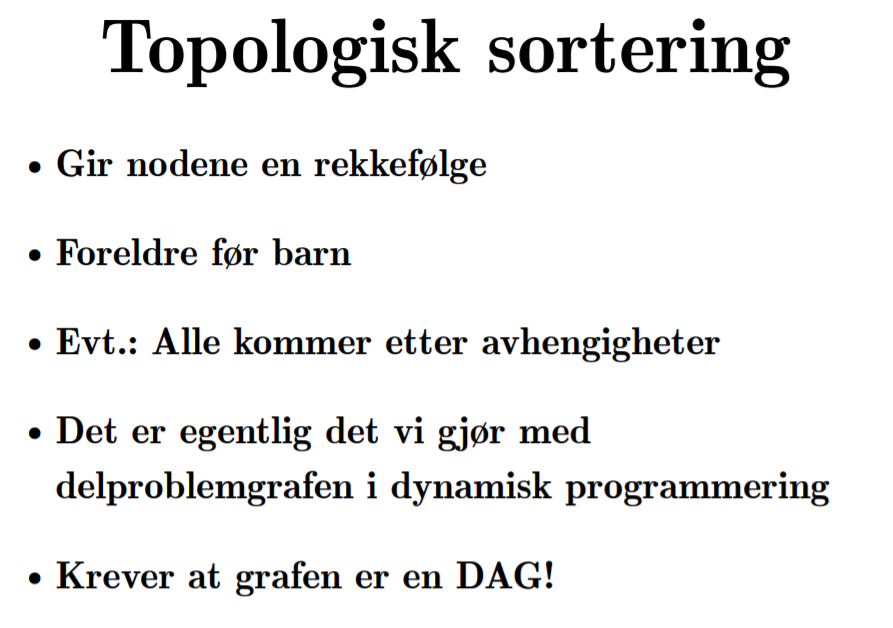 Topologisk sortering
• Gir nodene en rekkefølge
• Foreldre før barn
• Evt.: Alle kommer etter avhengigheter
• Det er egentlig det vi gjør med
delproblemgrafen i dynamisk programmering
• Krever at grafen er en DAG!